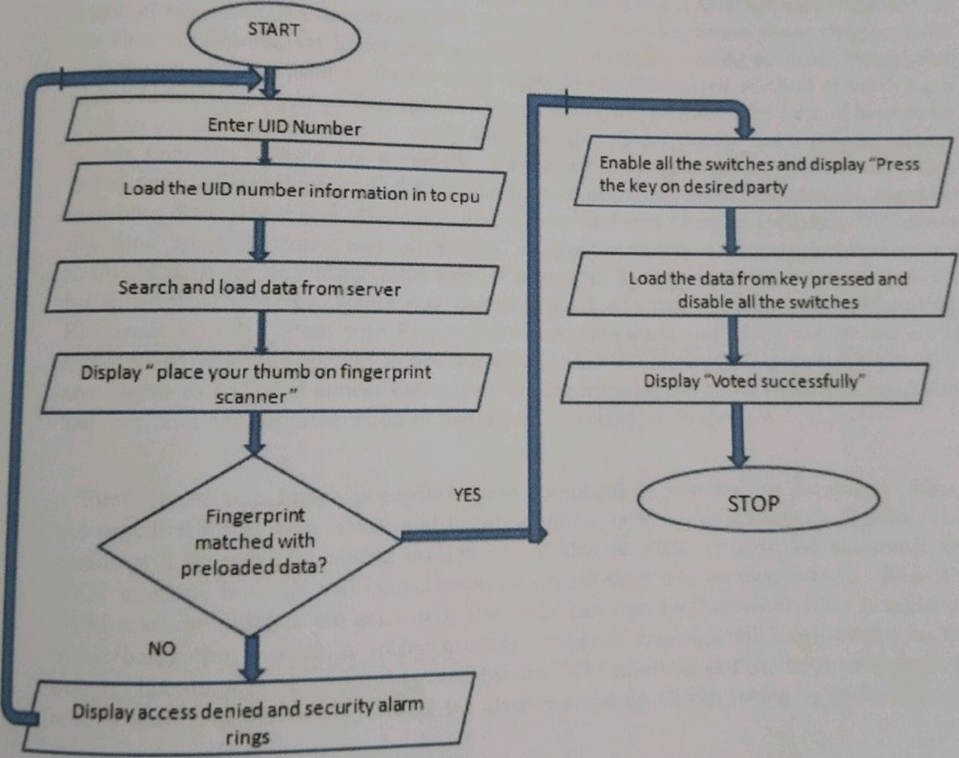 START
Enter UID Number
Load the UID number information in to cpu
Search and load data from server
Display “ place your thumb on fingerprint
scanner”
Fingerprint
matched with
preloaded data?
YES
NO
Display access denied and security alarm
rings
Enable all the switches and display “Press
the key on desired party
Load the data from key pressed and
disable all the switches
Display “Voted successfully”
STOP